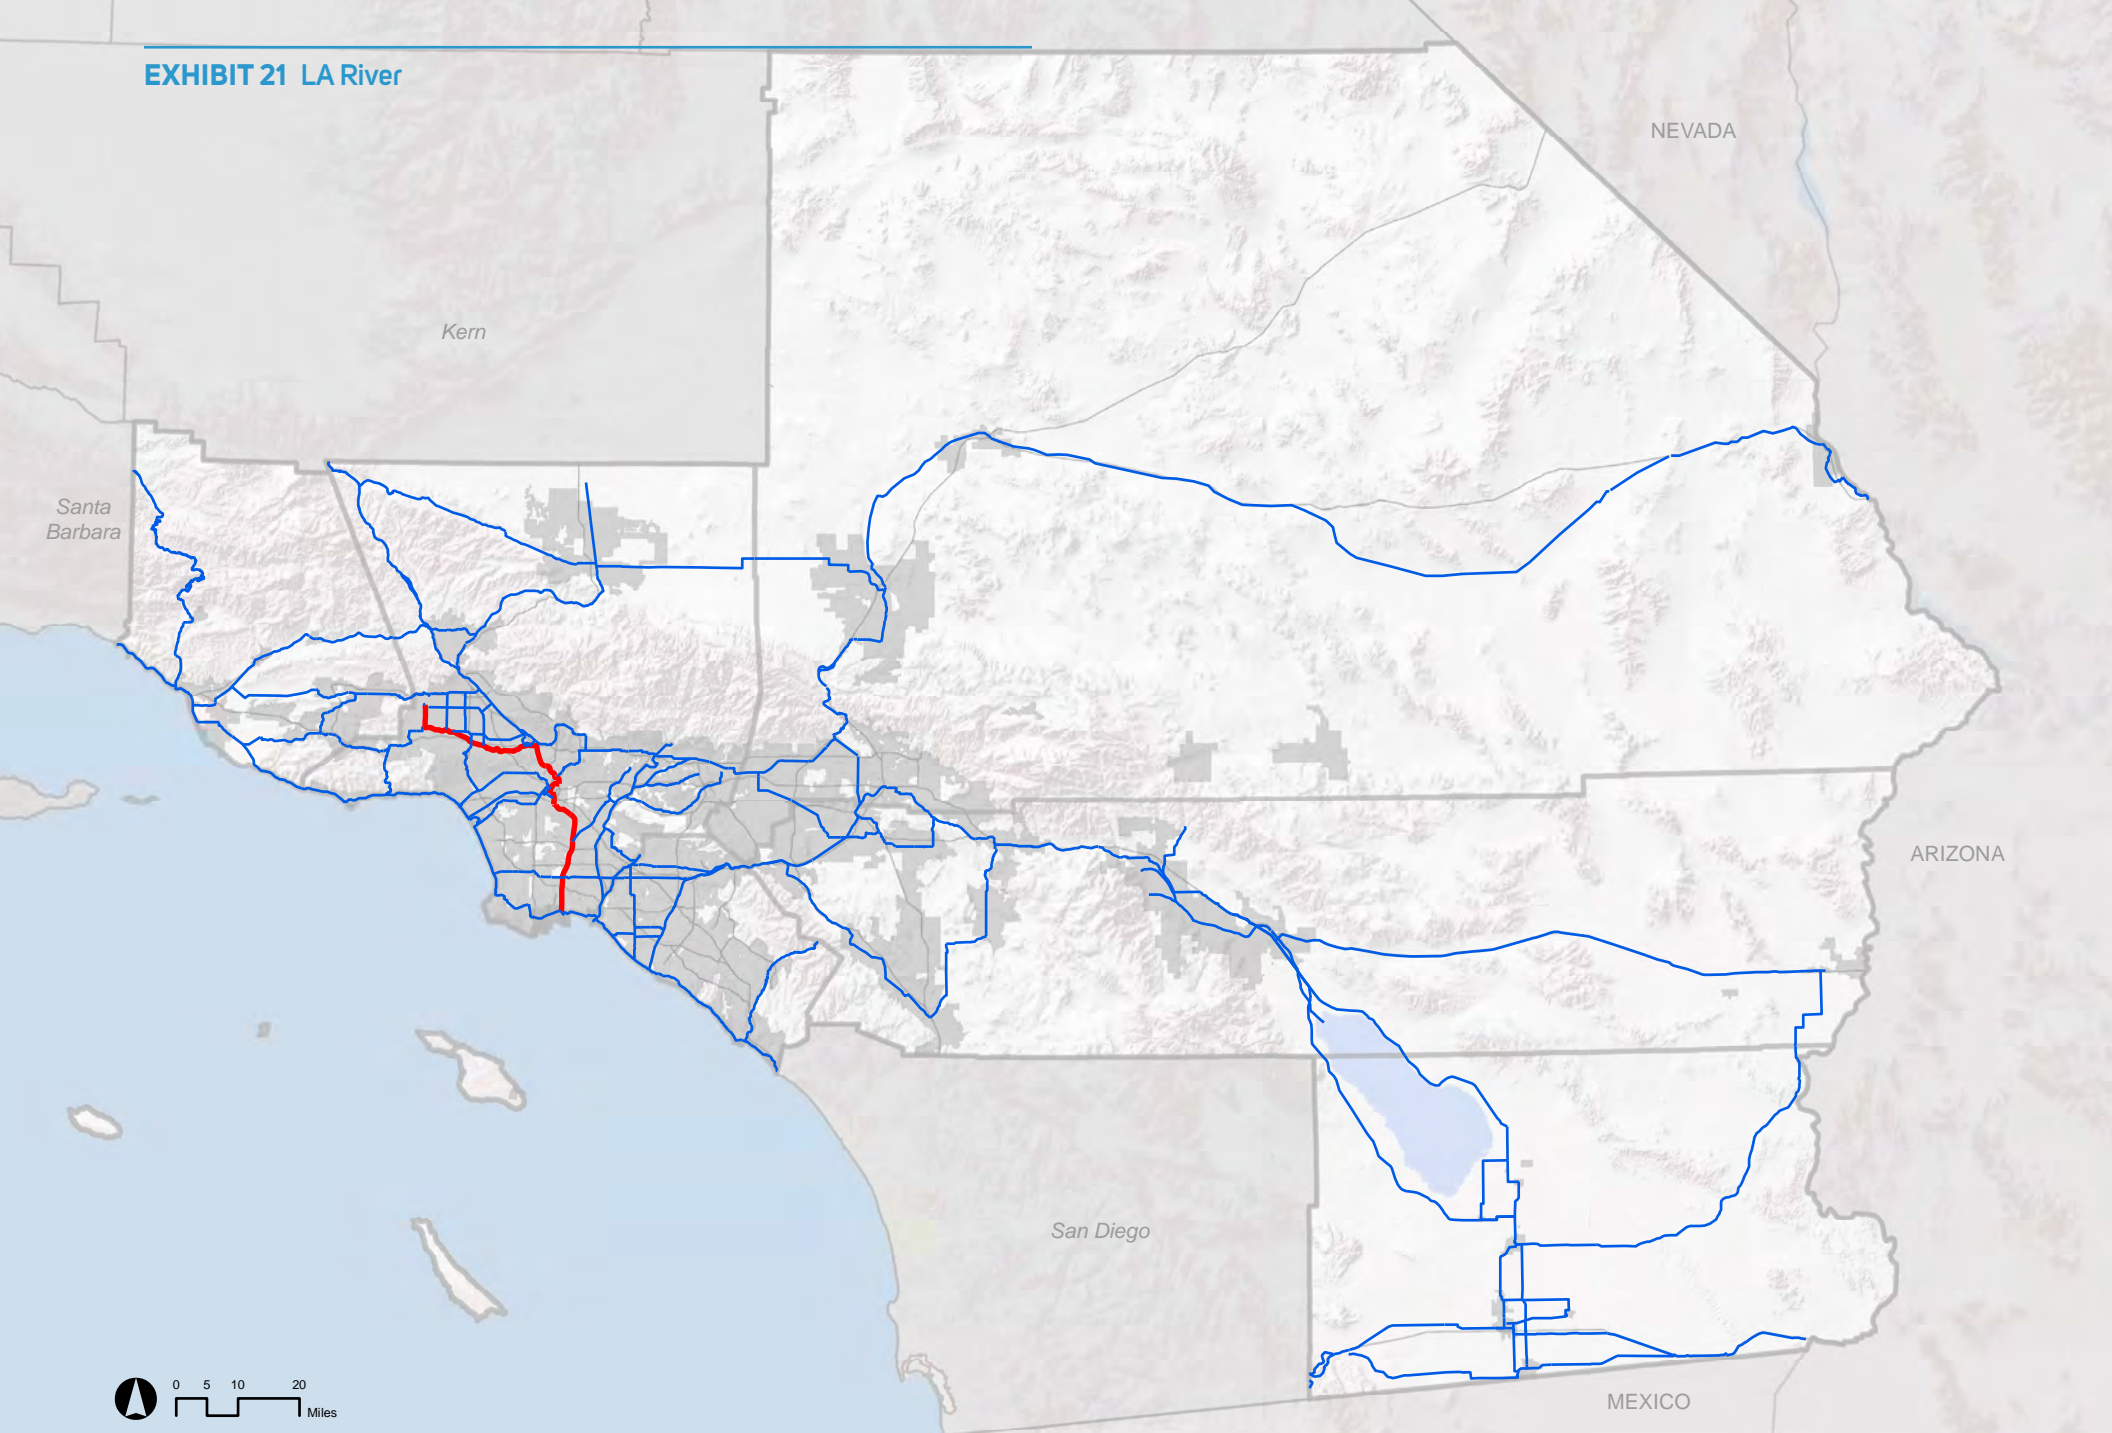 EXHIBIT 21 LA River
NEVADA
Kern
Santa
Barbara
ARIZONA
San Diego
0 5 10 20
Miles
MEXICO